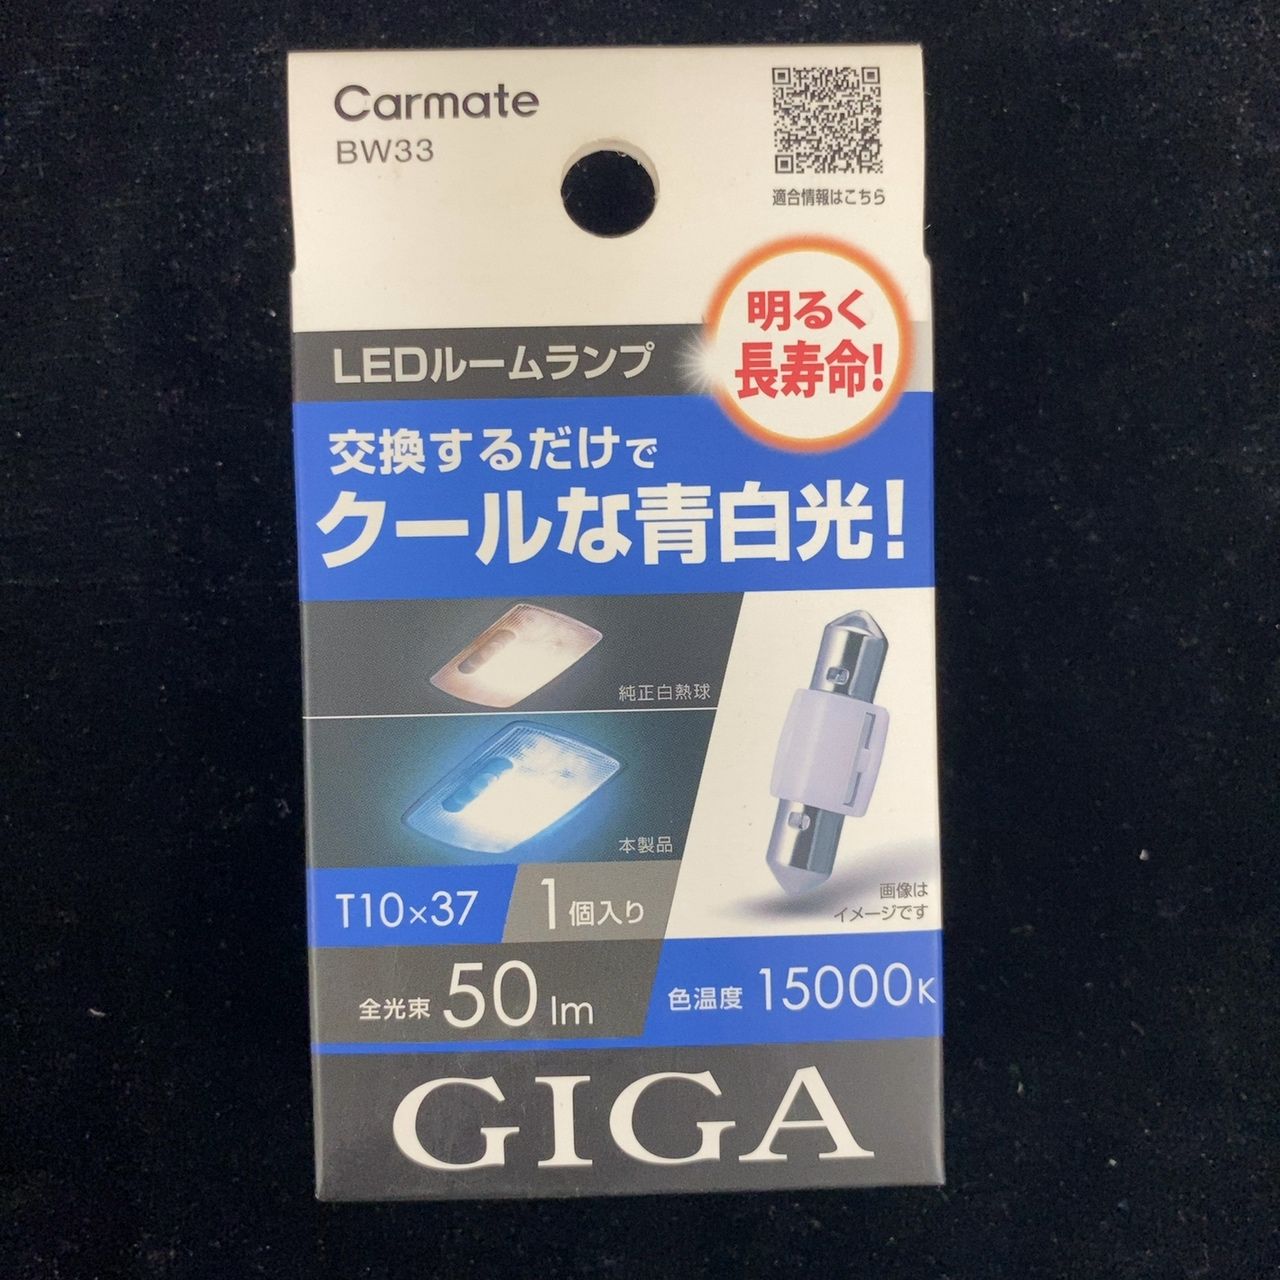 Carmate
BW33
適合情報はこちら
明るく
長寿命!
LEDルームランプ
交換するだけで
クールな青白光!
純正白熱球
本製品
画像は
イメージです
T10×37
1個入り
全光束 50 lm
色温度 15000K
GIGA